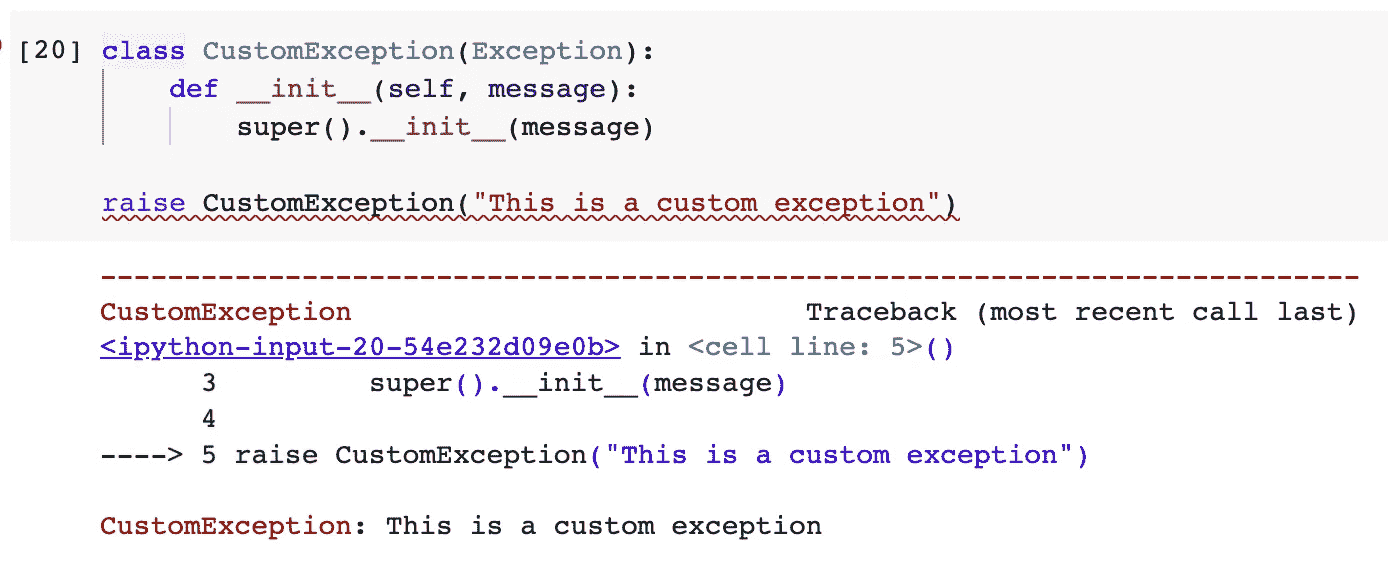 [20] class CustomException(Exception):
def __init__(self, message):
super().__init__(message)
raise CustomException("This is a custom exception")
---------------------------------------------------------------------------
CustomException Traceback (most recent call last)
<ipython-input-20-54e232d09e0b> in <cell line: 5>()
3 super().__init__(message)
4
----> 5 raise CustomException("This is a custom exception")
CustomException: This is a custom exception